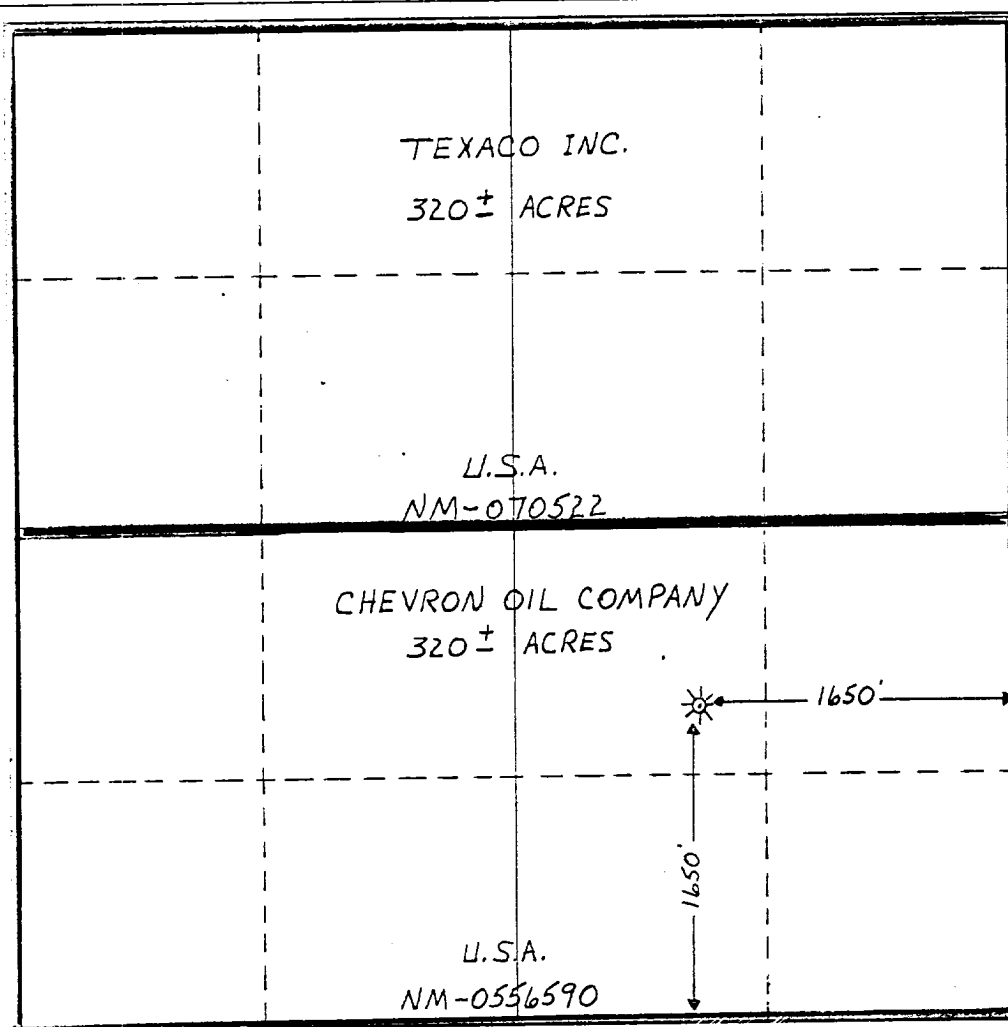 TEXACO INC.
320± ACRES
U.S.A.
NM-070522
CHEVRON OIL COMPANY
320± ACRES
1650'
1650'
U.S.A.
NM-0556590